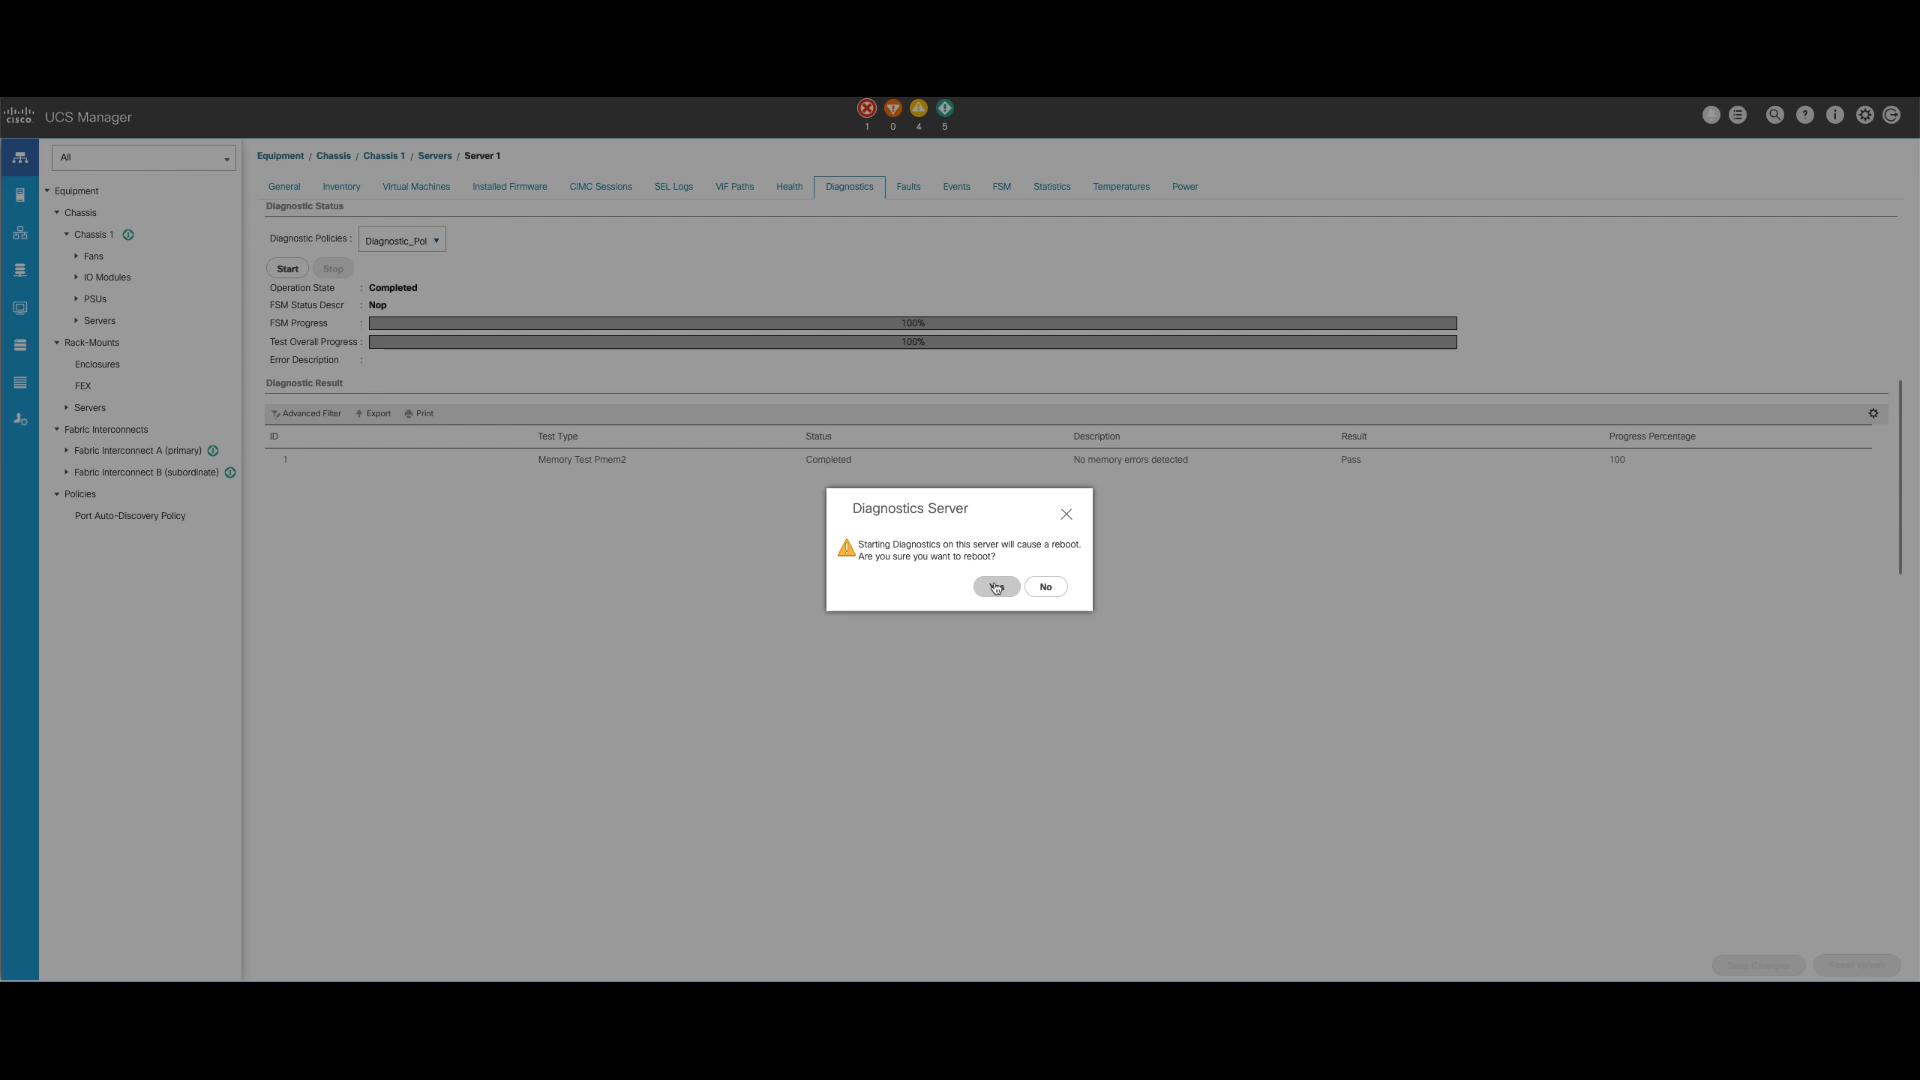 cisco UCS Manager
1 0 4 5
All
Equipment
Chassis
Chassis 1
Fans
IO Modules
PSUs
Servers
Rack-Mounts
Enclosures
FEX
Servers
Fabric Interconnects
Fabric Interconnect A (primary)
Fabric Interconnect B (subordinate)
Policies
Port Auto-Discovery Policy
Equipment / Chassis / Chassis 1 / Servers / Server 1
General Inventory Virtual Machines Installed Firmware CIMC Sessions SEL Logs VIF Paths Health Diagnostics Faults Events FSM Statistics Temperatures Power
Diagnostic Status
Diagnostic Policies : Diagnostic_Pol
Start Stop
Operation State : Completed
FSM Status Descr : Nop
FSM Progress : 100%
Test Overall Progress : 100%
Error Description :
Diagnostic Result
Advanced Filter Export Print
ID Test Type Status Description Result Progress Percentage
1 Memory Test Pmem2 Completed No memory errors detected Pass 100
Diagnostics Server
Starting Diagnostics on this server will cause a reboot.
Are you sure you want to reboot?
No